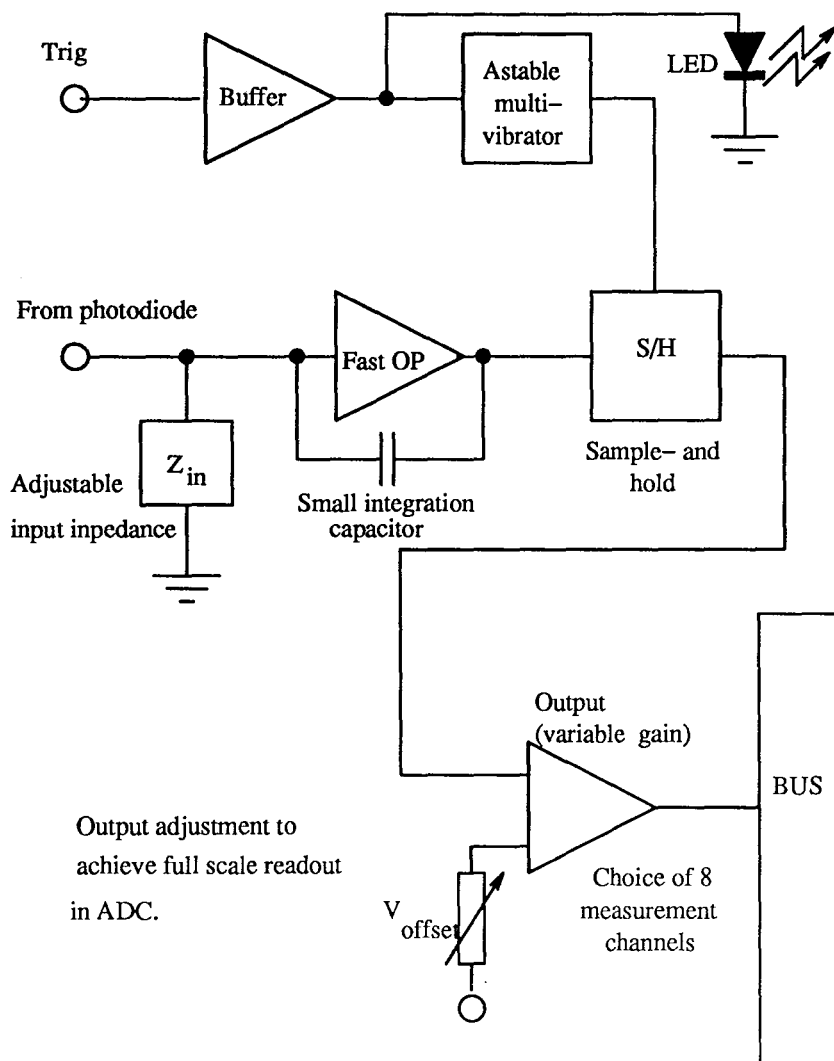 Trig
Buffer
Astable
multi-
vibrator
LED
From photodiode
Fast OP
S/H
Z in
Adjustable
input inpedance
Small integration
capacitor
Sample- and
hold
Output
(variable gain)
BUS
Output adjustment to
achieve full scale readout
in ADC.
V offset
Choice of 8
measurement
channels